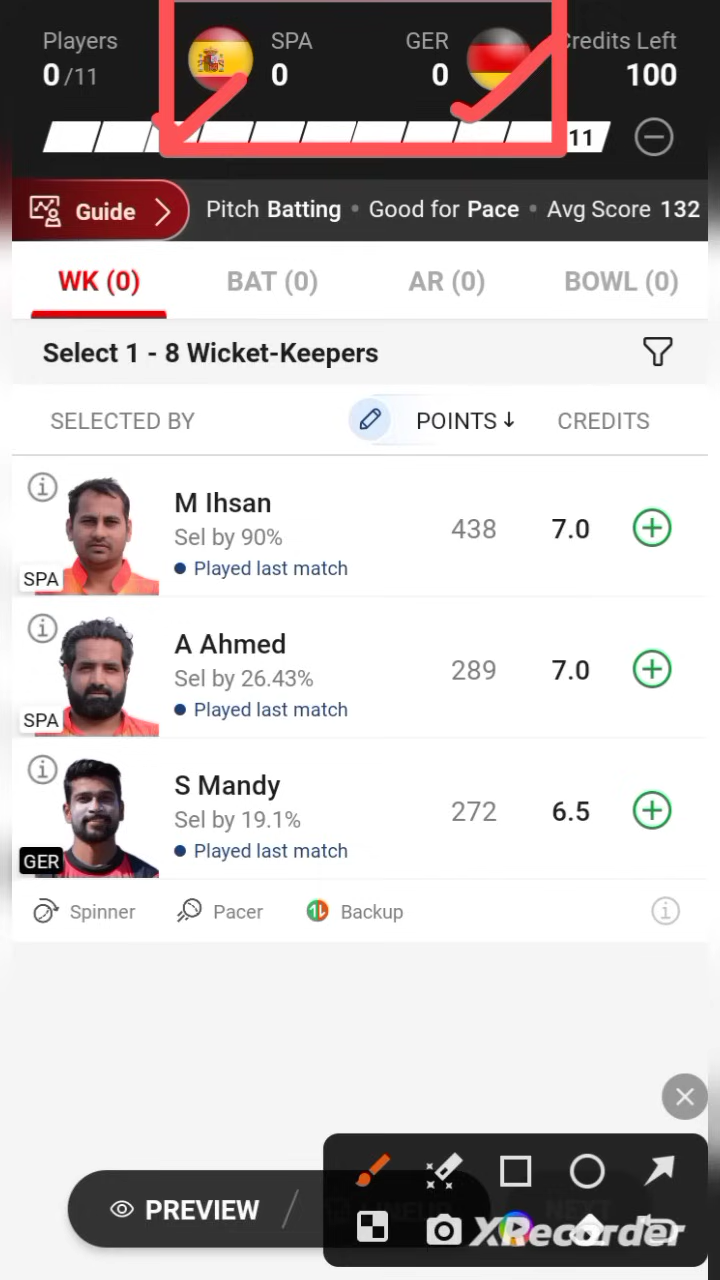 Players
0/11
SPA
0
GER
0
Credits Left
100
11
Guide
Pitch Batting • Good for Pace • Avg Score 132
WK (0)
BAT (0)
AR (0)
BOWL (0)
Select 1 - 8 Wicket-Keepers
SELECTED BY
POINTS↓
CREDITS
M Ihsan
Sel by 90%
Played last match
SPA
438
7.0
A Ahmed
Sel by 26.43%
Played last match
SPA
289
7.0
S Mandy
Sel by 19.1%
Played last match
GER
272
6.5
Spinner
Pacer
Backup
PREVIEW
XRecorder